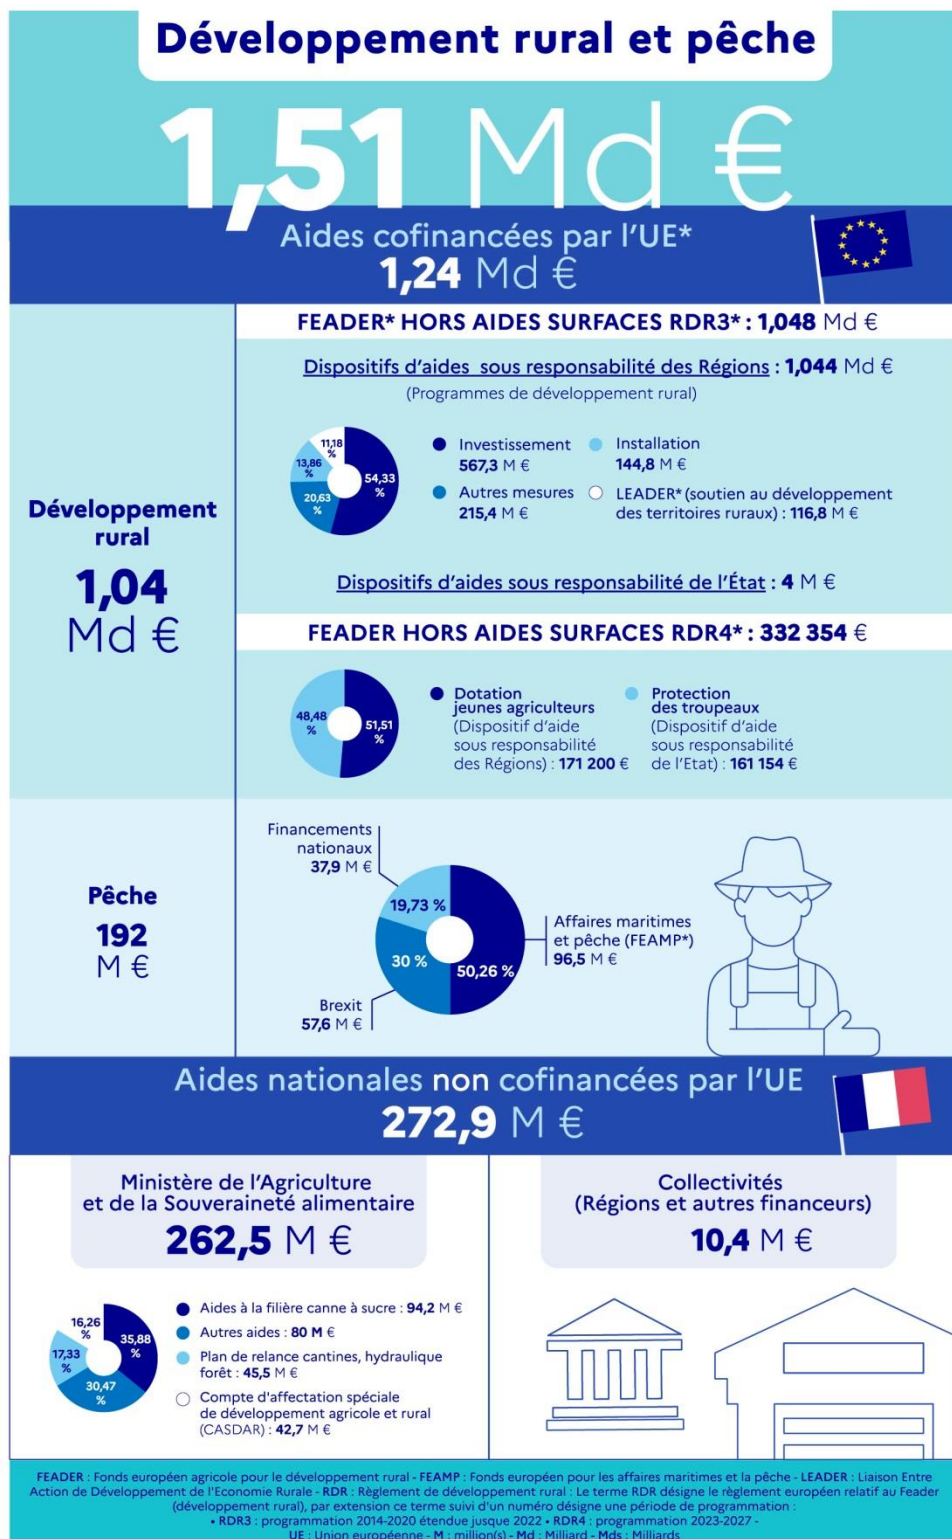 Développement rural et pêche
1,51 Md €
Aides cofinancées par l'UE*
1,24 Md €
Développement
rural
1,04
Md €
FEADER* HORS AIDES SURFACES RDR3* : 1,048 Md €
Dispositifs d'aides sous responsabilité des Régions : 1,044 Md €
(Programmes de développement rural)
11,18
%
13,86
%
20,63
%
54,33
%
Investissement
567,3 M €
Installation
144,8 M €
Autres mesures
215,4 M €
LEADER* (soutien au développement
des territoires ruraux) : 116,8 M €
Dispositifs d'aides sous responsabilité de l'État : 4 M €
FEADER HORS AIDES SURFACES RDR4* : 332 354 €
48,48
%
51,51
%
Dotation
jeunes agriculteurs
(Dispositif d'aide
sous responsabilité
des Régions) : 171 200 €
Protection
des troupeaux
(Dispositif d'aide
sous responsabilité
de l'Etat) : 161 154 €
Pêche
192
M €
Financements
nationaux
37,9 M €
19,73 %
30 %
50,26 %
Affaires maritimes
et pêche (FEAMP*)
96,5 M €
Brexit
57,6 M €
Aides nationales non cofinancées par l'UE
272,9 M €
Ministère de l'Agriculture
et de la Souveraineté alimentaire
262,5 M €
16,26
%
17,33
%
30,47
%
35,88
%
Aides à la filière canne à sucre : 94,2 M €
Autres aides : 80 M €
Plan de relance cantines, hydraulique
forêt : 45,5 M €
Compte d'affectation spéciale
de développement agricole et rural
(CASDAR) : 42,7 M €
Collectivités
(Régions et autres financeurs)
10,4 M €
FEADER : Fonds européen agricole pour le développement rural - FEAMP : Fonds européen pour les affaires maritimes et la pêche - LEADER : Liaison Entre
Action de Développement de l'Economie Rurale - RDR : Règlement de développement rural : Le terme RDR désigne le règlement européen relatif au Feader
(développement rural), par extension ce terme suivi d'un numéro désigne une période de programmation :
• RDR3 : programmation 2014-2020 étendue jusque 2022 • RDR4 : programmation 2023-2027 -
UE : Union européenne - M : million(s) - Md : Milliard - Mds : Milliards